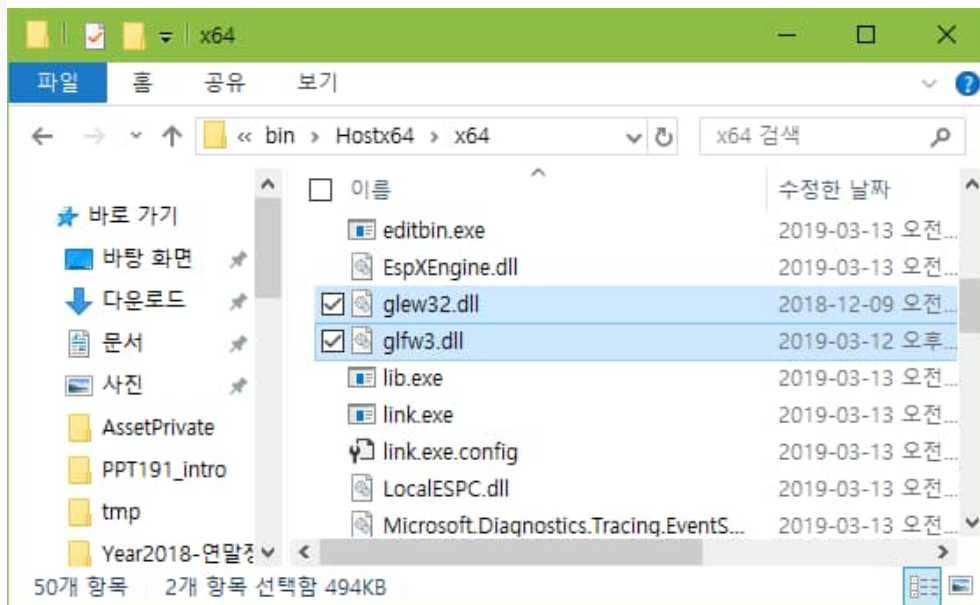 x64
파일 홈 공유 보기
« bin > Hostx64 > x64
x64 검색
이름 수정한 날짜
바로 가기
바탕 화면
다운로드
문서
사진
AssetPrivate
PPT191_intro
tmp
Year2018-연말정
editbin.exe 2019-03-13 오전...
EspXEngine.dll 2019-03-13 오전...
glew32.dll 2018-12-09 오전...
glfw3.dll 2019-03-12 오후...
lib.exe 2019-03-13 오전...
link.exe 2019-03-13 오전...
link.exe.config 2019-03-13 오전...
LocalESPC.dll 2019-03-13 오전...
Microsoft.Diagnostics.Tracing.EventS... 2019-03-13 오전...
50개 항목 2개 항목 선택함 494KB